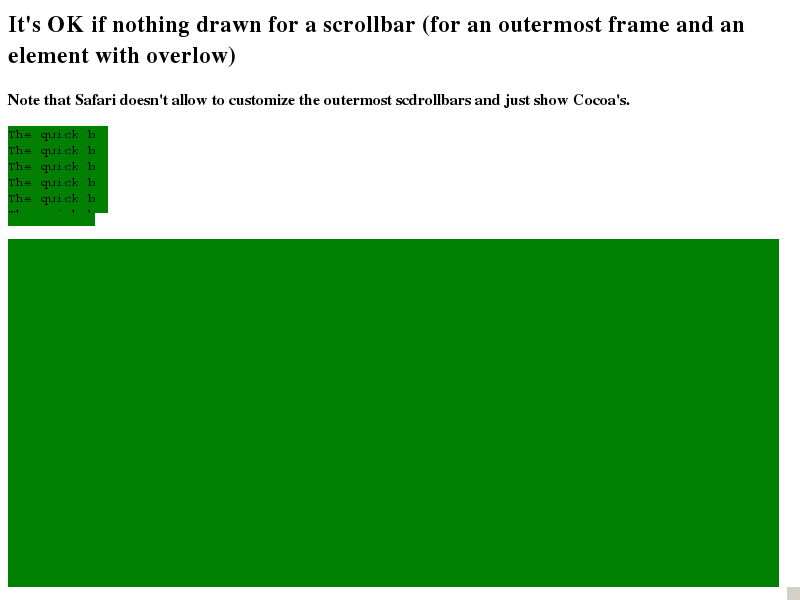 It's OK if nothing drawn for a scrollbar (for an outermost frame and an
element with overlow)
Note that Safari doesn't allow to customize the outermost scdrollbars and just show Cocoa's.
The quick b
The quick b
The quick b
The quick b
The quick b